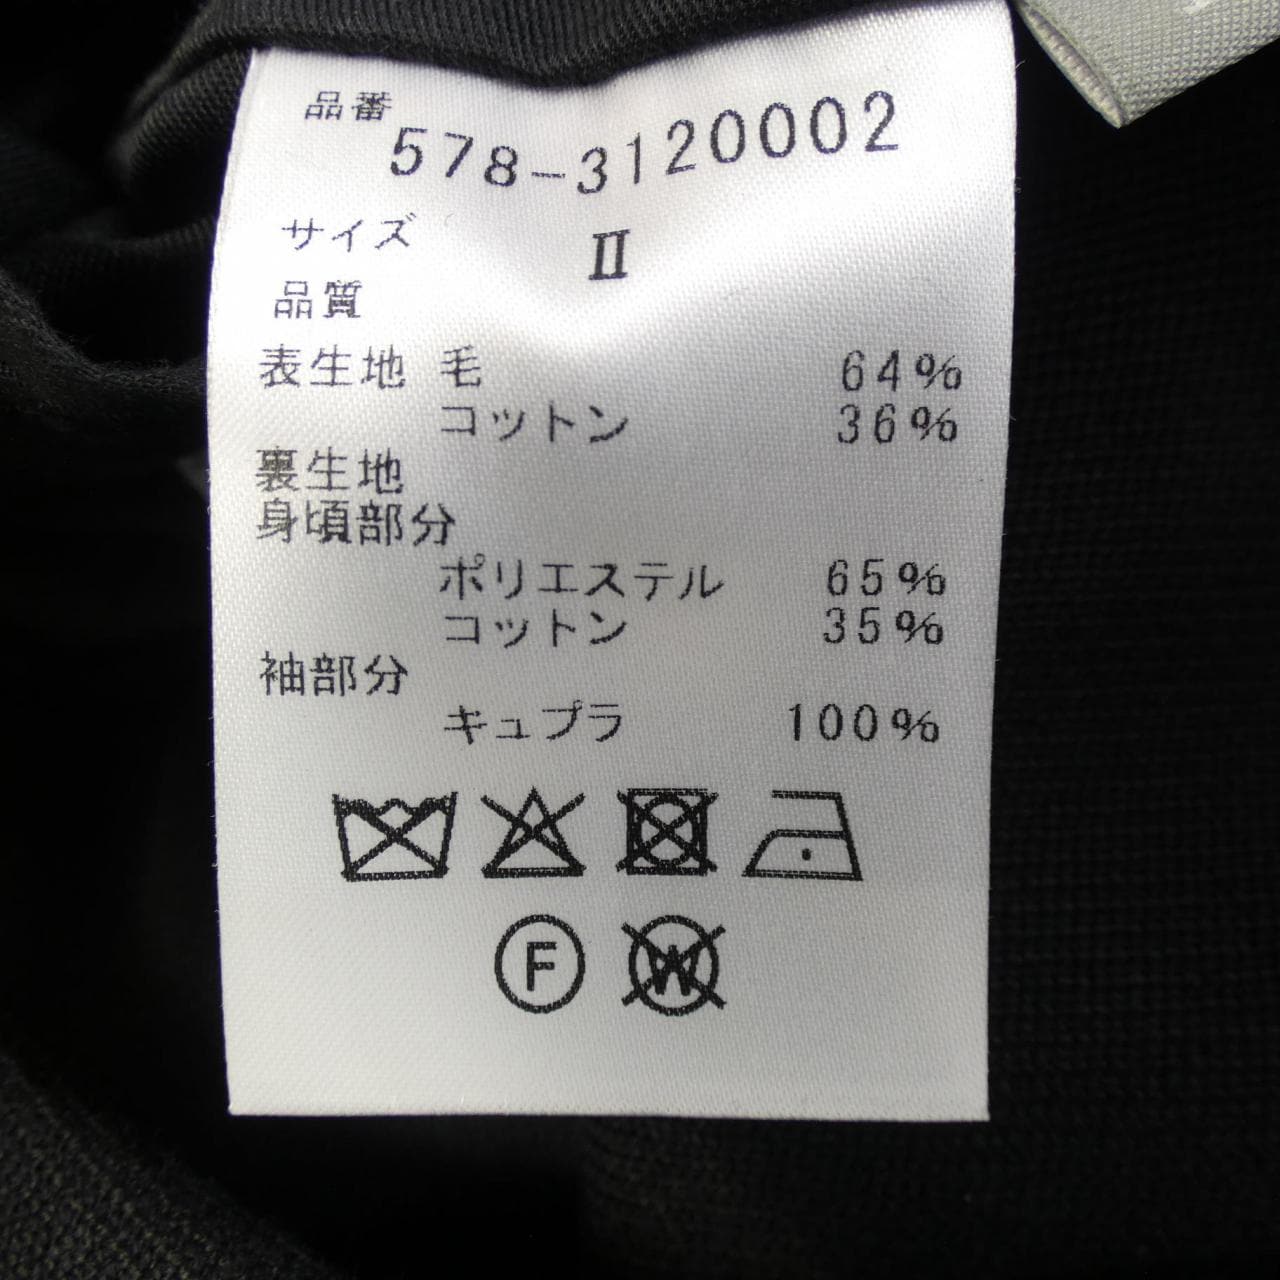 品番
578-3120002
サイズ II
品質
表生地 毛 64%
コットン 36%
裏生地
身頃部分
ポリエステル 65%
コットン 35%
袖部分
キュプラ 100%
F W